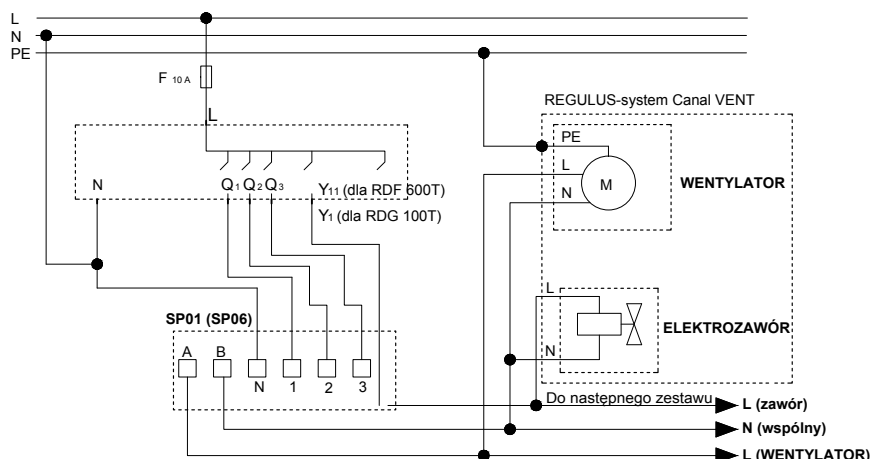 L
N
PE
F 10 A
L
REGULUS-system Canal VENT
PE
L
N
M
WENTYLATOR
N
Q1 Q2 Q3
Y11 (dla RDF 600T)
Y1 (dla RDG 100T)
L
N
ELEKTROZAWÓR
SP01 (SP06)
A B
N 1 2 3
Do następnego zestawu
L (zawór)
N (wspólny)
L (WENTYLATOR)